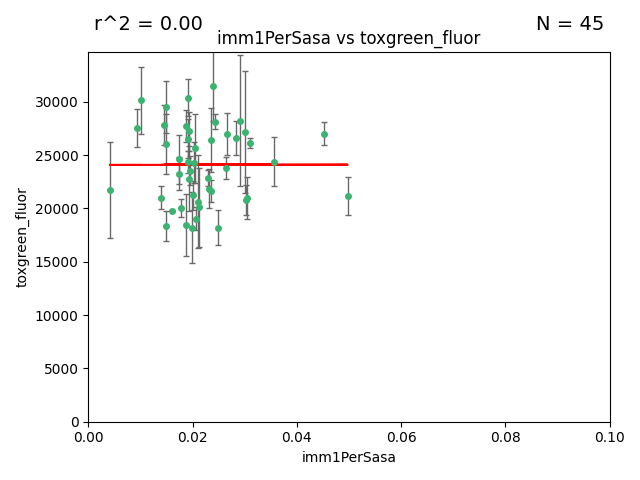 r^2 = 0.00
N = 45
imm1PerSasa vs toxgreen_fluor
30000
25000
20000
15000
10000
5000
0
toxgreen_fluor
0.00
0.02
0.04
0.06
0.08
0.10
imm1PerSasa